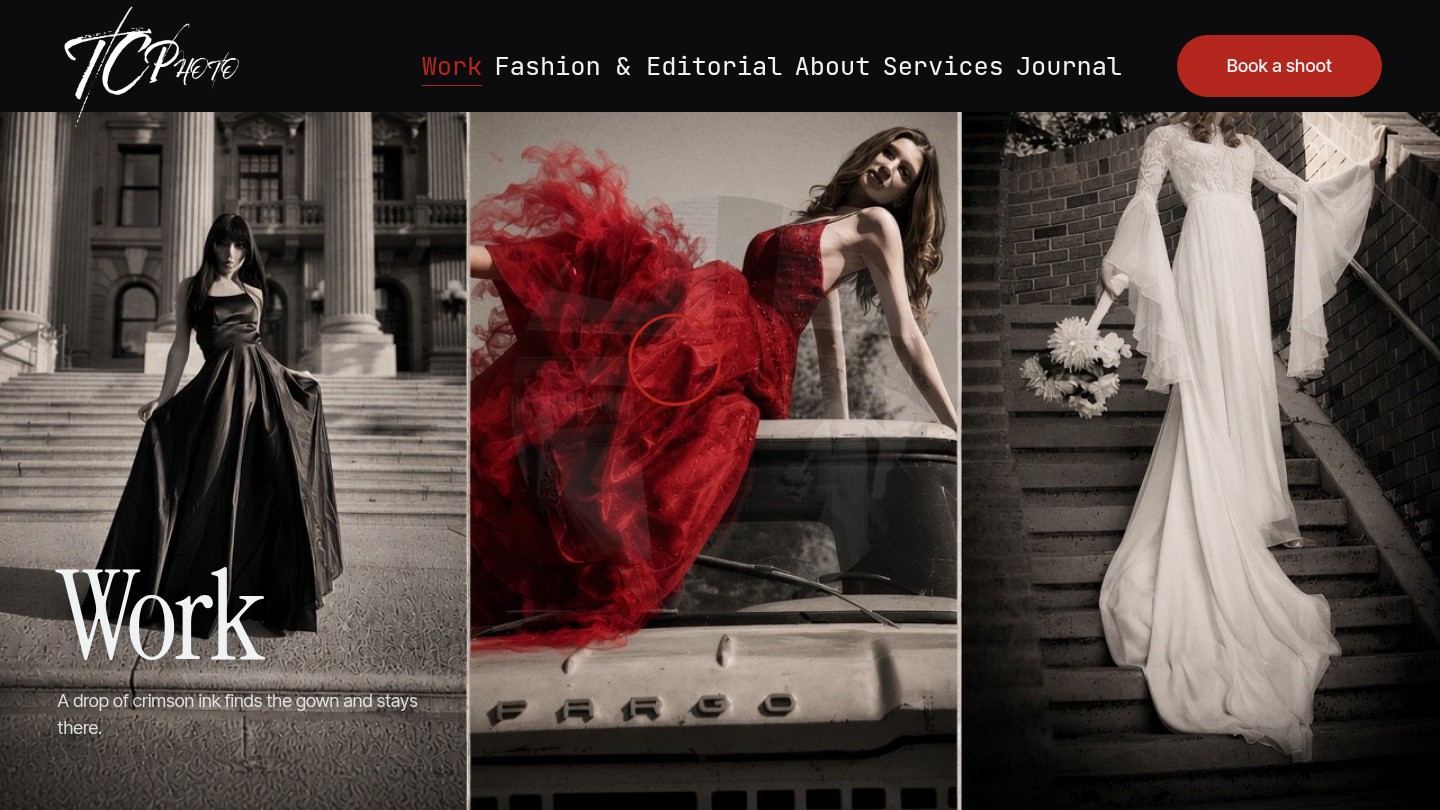 TCPHOTO
Work Fashion & Editorial About Services Journal
Book a shoot
Work
A drop of crimson ink finds the gown and stays
there.
FARGO